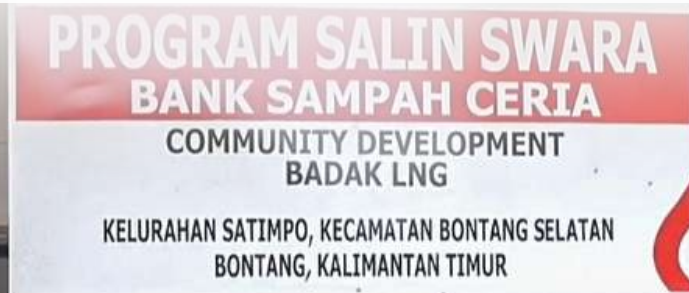 PROGRAM SALIN SWARA
BANK SAMPAH CERIA
COMMUNITY DEVELOPMENT
BADAK LNG
KELURAHAN SATIMPO, KECAMATAN BONTANG SELATAN
BONTANG, KALIMANTAN TIMUR